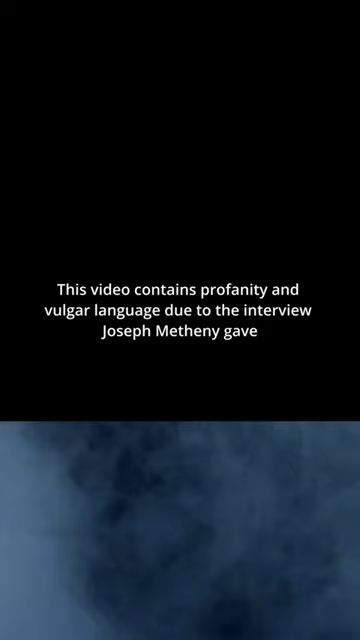 This video contains profanity and
vulgar language due to the interview
Joseph Metheny gave